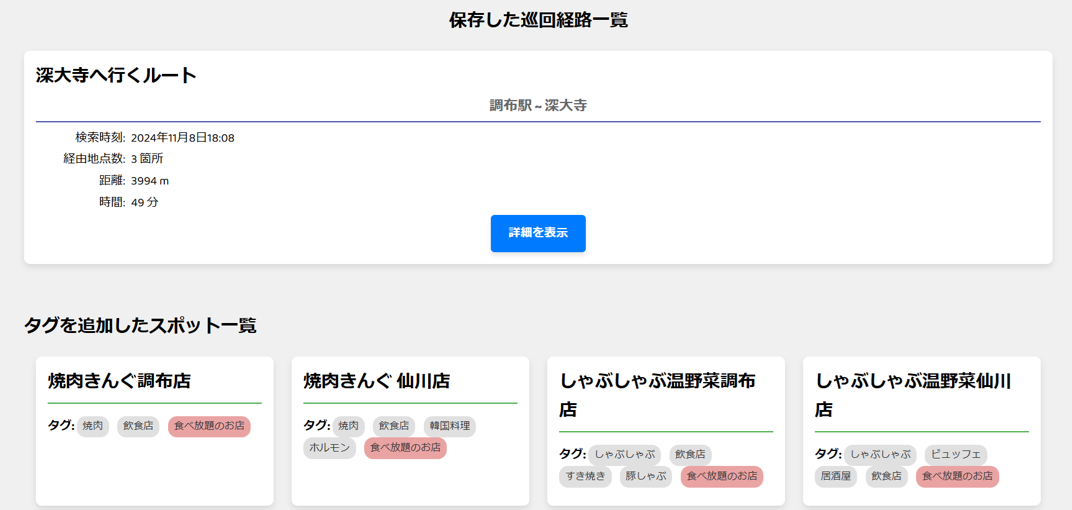 保存した巡回経路一覧
深大寺へ行くルート
調布駅 ~ 深大寺
検索時刻: 2024年11月8日18:08
経由地点数: 3 箇所
距離: 3994 m
時間: 49 分
詳細を表示
タグを追加したスポット一覧
焼肉きんぐ調布店
タグ: 焼肉 飲食店 食べ放題のお店
焼肉きんぐ 仙川店
タグ: 焼肉 飲食店 韓国料理
ホルモン 食べ放題のお店
しゃぶしゃぶ温野菜調布
店
タグ: しゃぶしゃぶ 飲食店
すき焼き 豚しゃぶ 食べ放題のお店
しゃぶしゃぶ温野菜仙川
店
タグ: しゃぶしゃぶ ビュッフェ
居酒屋 飲食店 食べ放題のお店